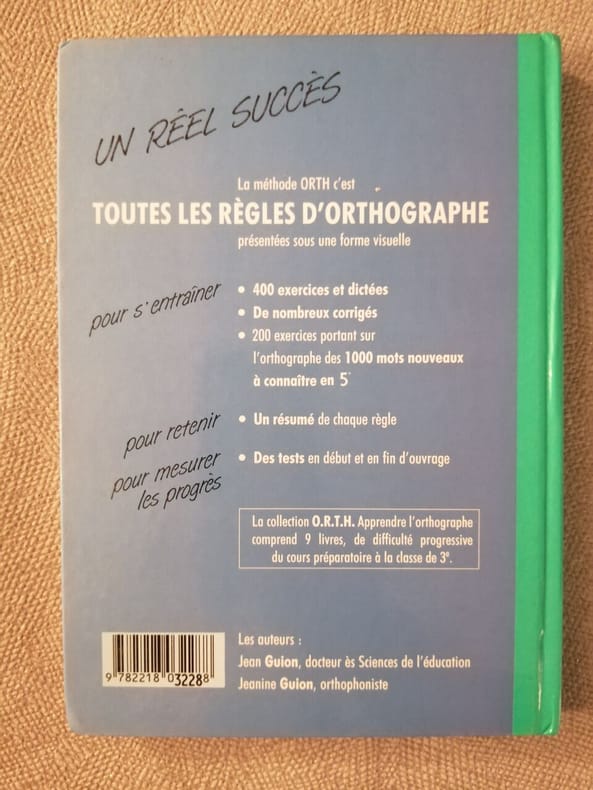 UN RÉEL SUCCÈS
La méthode ORTH c'est
TOUTES LES RÈGLES D'ORTHOGRAPHE
présentées sous une forme visuelle
pour s'entraîner
• 400 exercices et dictées
• De nombreux corrigés
• 200 exercices portant sur
l'orthographe des 1000 mots nouveaux
à connaître en 5e
pour retenir
• Un résumé de chaque règle
pour mesurer
les progrès
• Des tests en début et en fin d'ouvrage
La collection O.R.T.H. Apprendre l'orthographe
comprend 9 livres, de difficulté progressive
du cours préparatoire à la classe de 3e.
9 782218 032288
Les auteurs :
Jean Guion, docteur ès Sciences de l'éducation
Jeanine Guion, orthophoniste